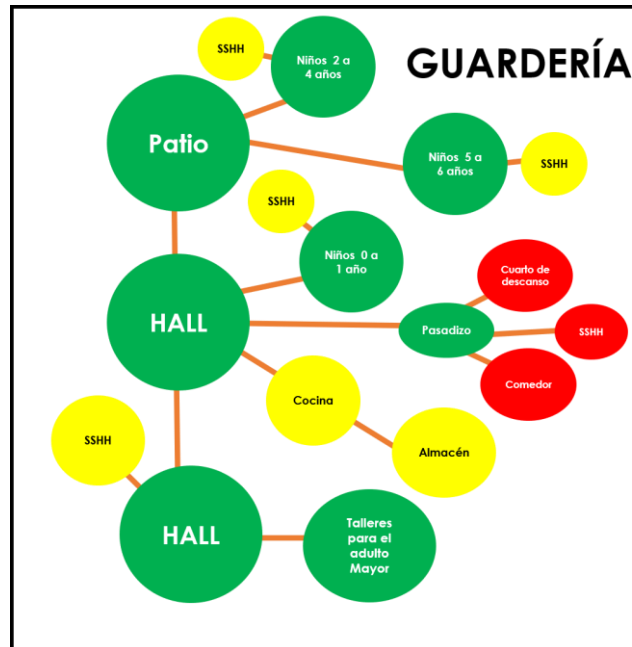 GUARDERÍA
SSHH
Niños 2 a
4 años
Patio
Niños 5 a
6 años
SSHH
SSHH
Niños 0 a
1 año
Cuarto de
descanso
HALL
Pasadizo
SSHH
Comedor
Cocina
SSHH
Almacén
HALL
Talleres
para el
adulto
Mayor